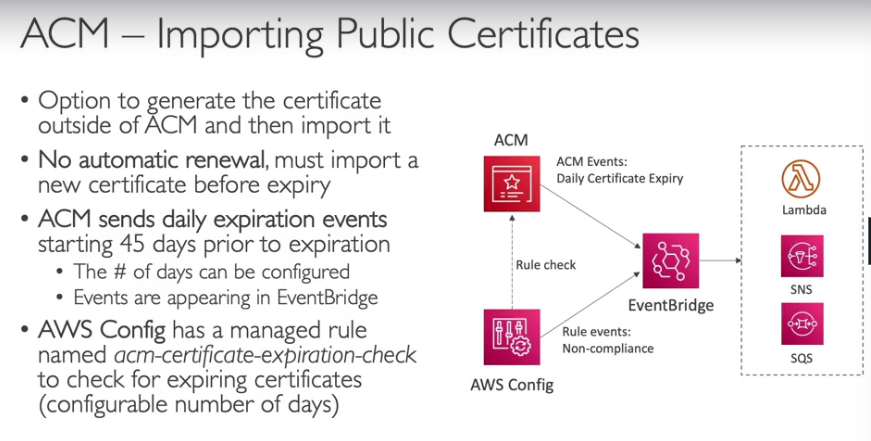 ACM – Importing Public Certificates
• Option to generate the certificate
outside of ACM and then import it
• No automatic renewal, must import a
new certificate before expiry
• ACM sends daily expiration events
starting 45 days prior to expiration
• The # of days can be configured
• Events are appearing in EventBridge
• AWS Config has a managed rule
named acm-certificate-expiration-check
to check for expiring certificates
(configurable number of days)
ACM
ACM Events:
Daily Certificate Expiry
Rule check
AWS Config
Rule events:
Non-compliance
EventBridge
Lambda
SNS
SQS